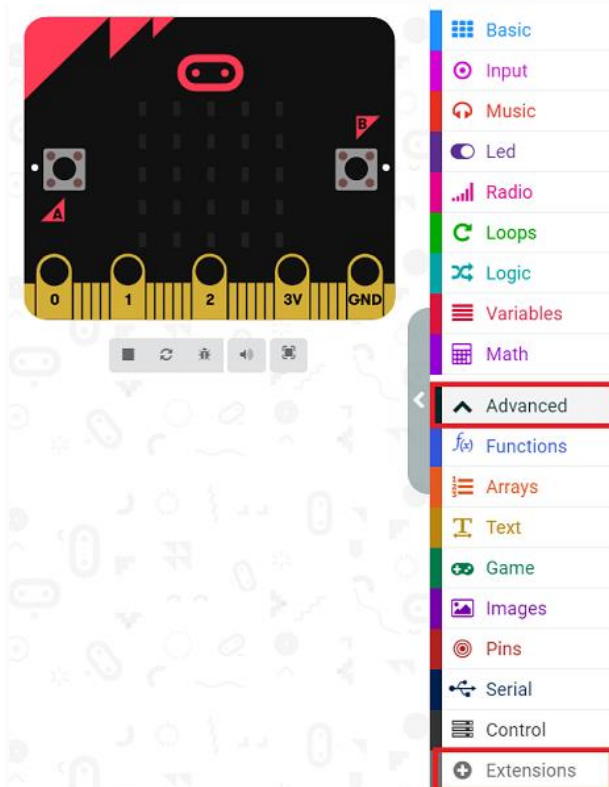 A
B
0 1 2 3V GND
Basic
Input
Music
Led
Radio
Loops
Logic
Variables
Math
Advanced
f(x) Functions
Arrays
Text
Game
Images
Pins
Serial
Control
Extensions